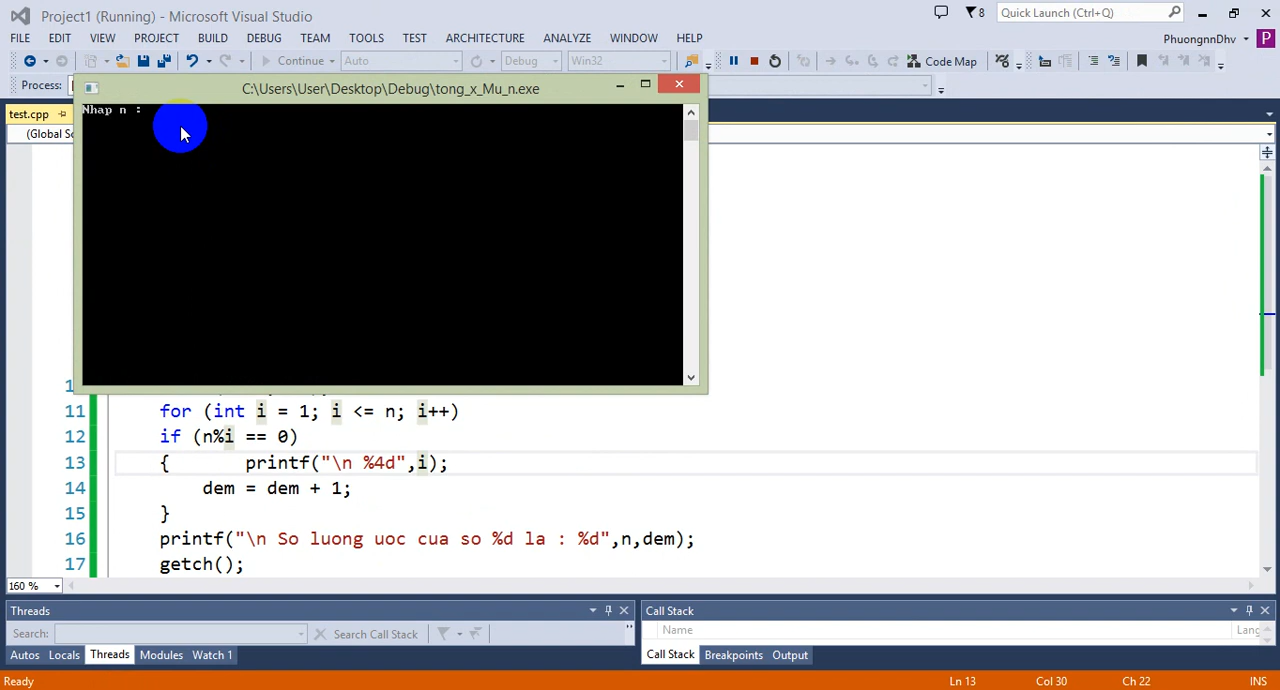 Project1 (Running) - Microsoft Visual Studio
8
Quick Launch (Ctrl+Q)
FILE EDIT VIEW PROJECT BUILD DEBUG TEAM TOOLS TEST ARCHITECTURE ANALYZE WINDOW HELP
PhuongnnDhv
P
Continue Auto Debug Win32 Code Map
Process:
C:\Users\User\Desktop\Debug\tong_x_Mu_n.exe
test.cpp
Nhap n :
11 for (int i = 1; i <= n; i++)
12 if (n%i == 0)
13 { printf("\n %4d",i);
14 dem = dem + 1;
15 }
16 printf("\n So luong uoc cua so %d la : %d",n,dem);
17 getch();
160 %
Threads
Call Stack
Search: Search Call Stack
Name
Autos Locals Threads Modules Watch 1
Call Stack Breakpoints Output
Ready
Ln 13 Col 30 Ch 22 INS